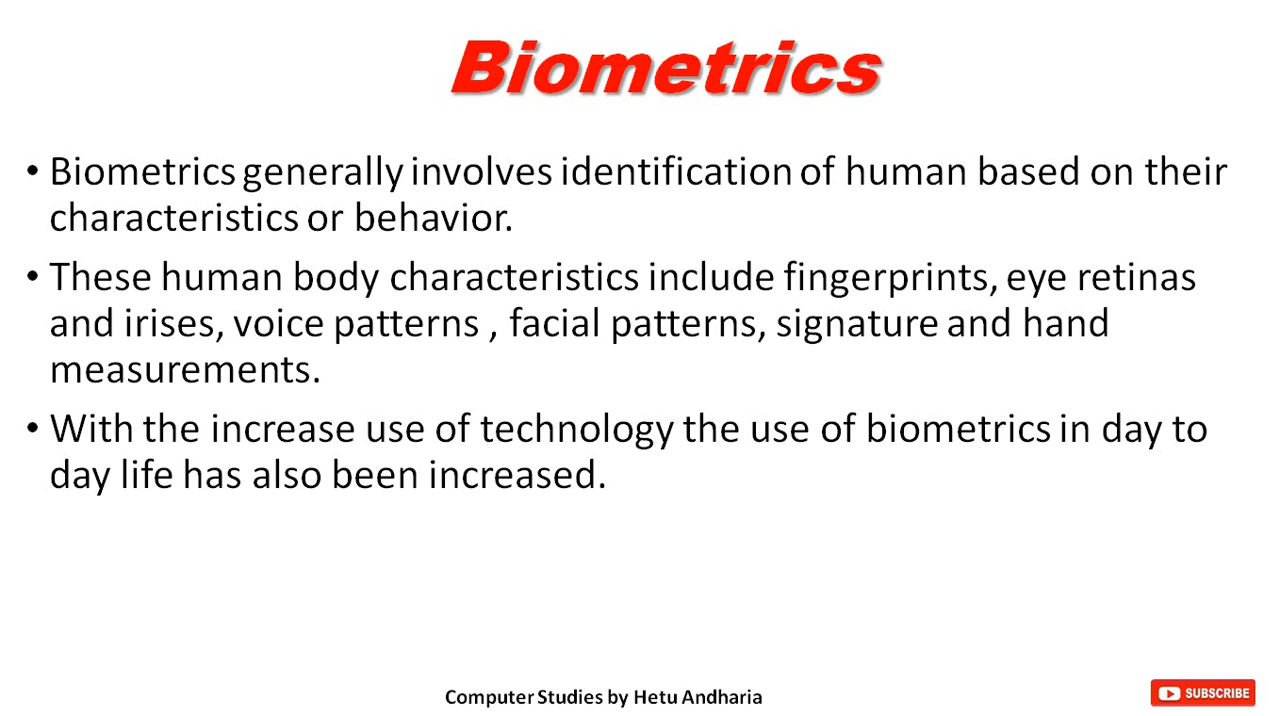 Biometrics
• Biometrics generally involves identification of human based on their
characteristics or behavior.
• These human body characteristics include fingerprints, eye retinas
and irises, voice patterns , facial patterns, signature and hand
measurements.
• With the increase use of technology the use of biometrics in day to
day life has also been increased.
Computer Studies by Hetu Andharia
SUBSCRIBE